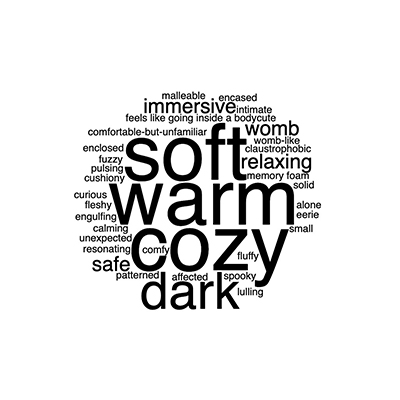 malleable encased
immersive intimate
feels like going inside a body cute
comfortable-but-unfamiliar womb
enclosed soft womb-like
fuzzy claustrophobic
pulsing relaxing
cushiony memory foam
warm solid
curious
fleshy alone
engulfing eerie
calming cozy small
unexpected
resonating comfy fluffy
safe
patterned affected spooky
dark lulling